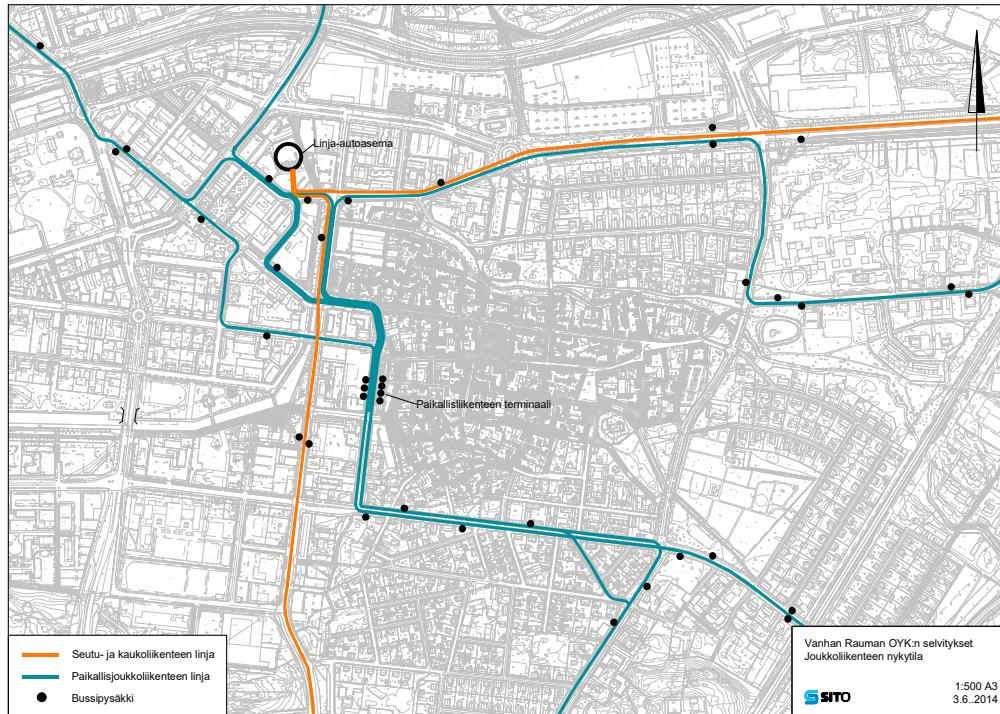 Linja-autoasema
Paikallisliikenteen terminaali
Seutu- ja kaukoliikenteen linja
Paikallisjoukkoliikenteen linja
Bussipysäkki
Vanhan Rauman OYK:n selvitykset
Joukkoliikenteen nykytila
SITO
1:500 A3
3.6..2014